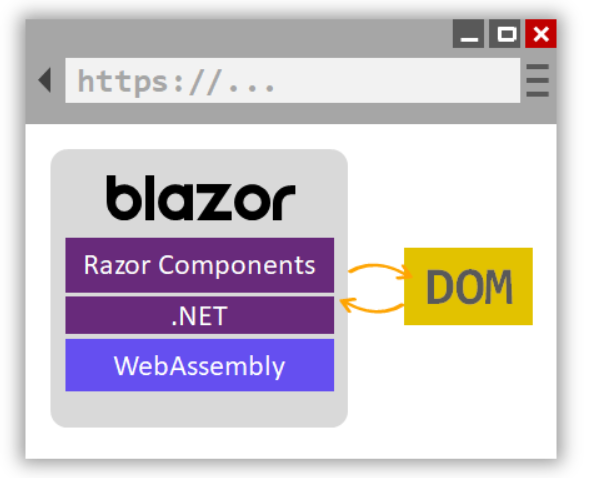 https://...
blazor
Razor Components
.NET
WebAssembly
DOM